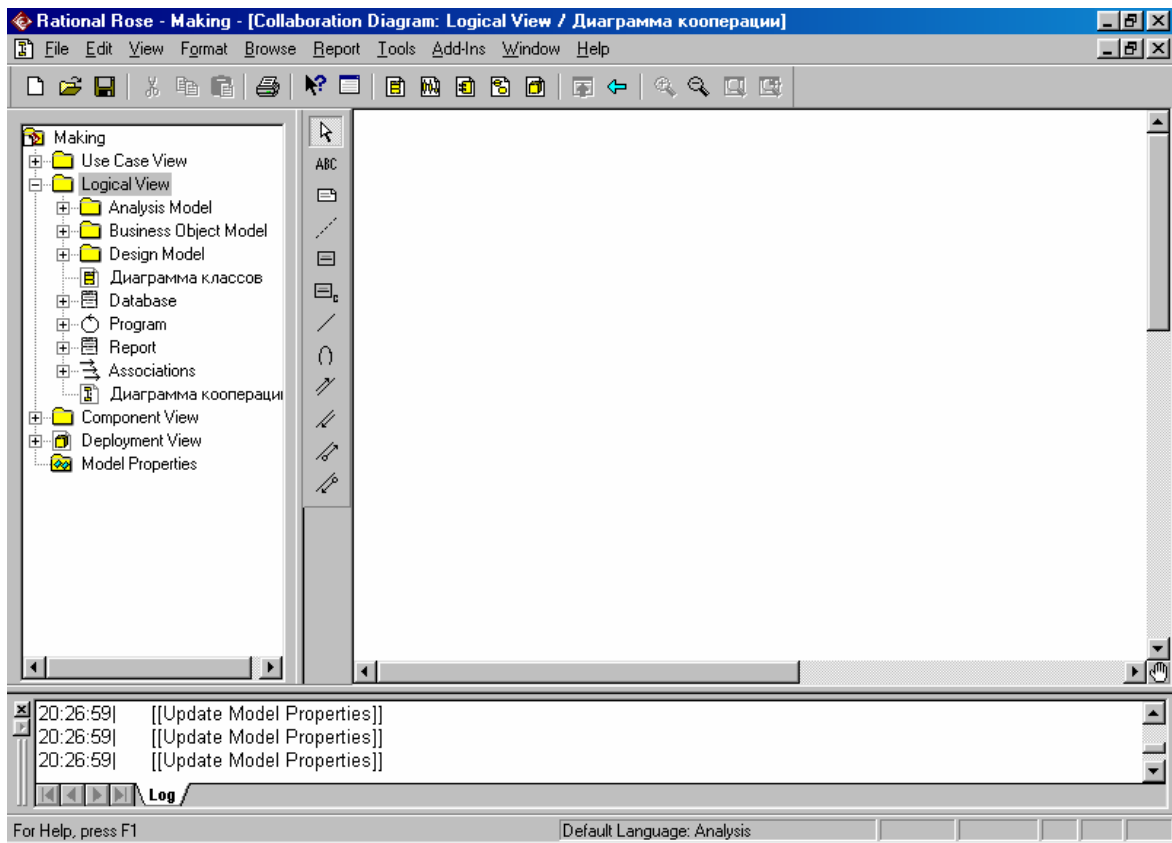 Rational Rose - Making - [Collaboration Diagram: Logical View / Диаграмма кооперации]
File Edit View Format Browse Report Tools Add-Ins Window Help
Making
Use Case View
Logical View
Analysis Model
Business Object Model
Design Model
Диаграмма классов
Database
Program
Report
Associations
Диаграмма кооперации
Component View
Deployment View
Model Properties
ABC
20:26:59| [[Update Model Properties]]
20:26:59| [[Update Model Properties]]
20:26:59| [[Update Model Properties]]
Log
For Help, press F1
Default Language: Analysis